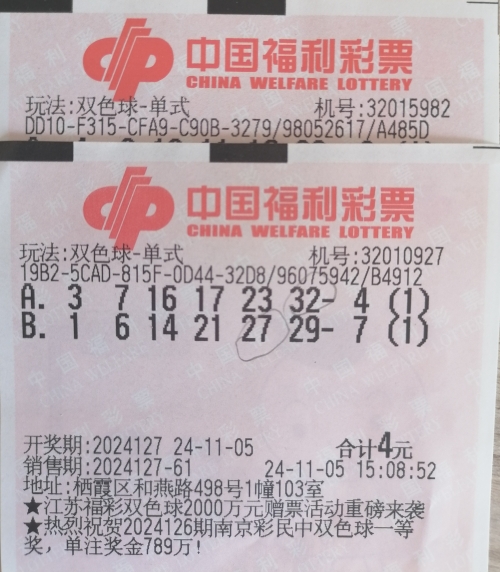 中国福利彩票
CHINA WELFARE LOTTERY
玩法:双色球-单式 机号:32015982
DD10-F315-CFA9-C90B-3279/98052617/A485D
中国福利彩票
CHINA WELFARE LOTTERY
玩法:双色球-单式 机号:32010927
19B2-5CAD-815F-0D44-32D8/96075942/B4912
A. 3 7 16 17 23 32- 4 (1)
B. 1 6 14 21 27 29- 7 (1)
开奖期:2024127 24-11-05 合计4元
销售期:2024127-61 24-11-05 15:08:52
地址:栖霞区和燕路498号1幢103室
★江苏福彩双色球2000万元赠票活动重磅来袭
★热烈祝贺2024126期南京彩民中双色球一等
奖，单注奖金789万!